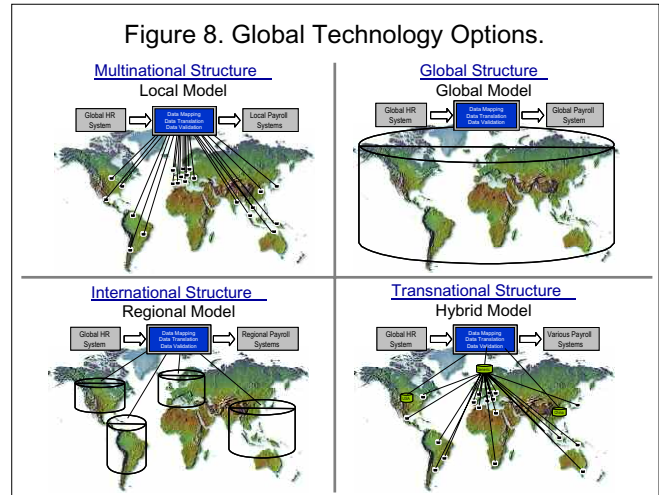 Figure 8. Global Technology Options.
Multinational Structure
Local Model
Global HR
System
Data Mapping
Data Translation
Data Validation
Local Payroll
Systems
Global Structure
Global Model
Global HR
System
Data Mapping
Data Translation
Data Validation
Global Payroll
System
International Structure
Regional Model
Global HR
System
Data Mapping
Data Translation
Data Validation
Regional Payroll
Systems
Transnational Structure
Hybrid Model
Global HR
System
Data Mapping
Data Translation
Data Validation
Various Payroll
Systems